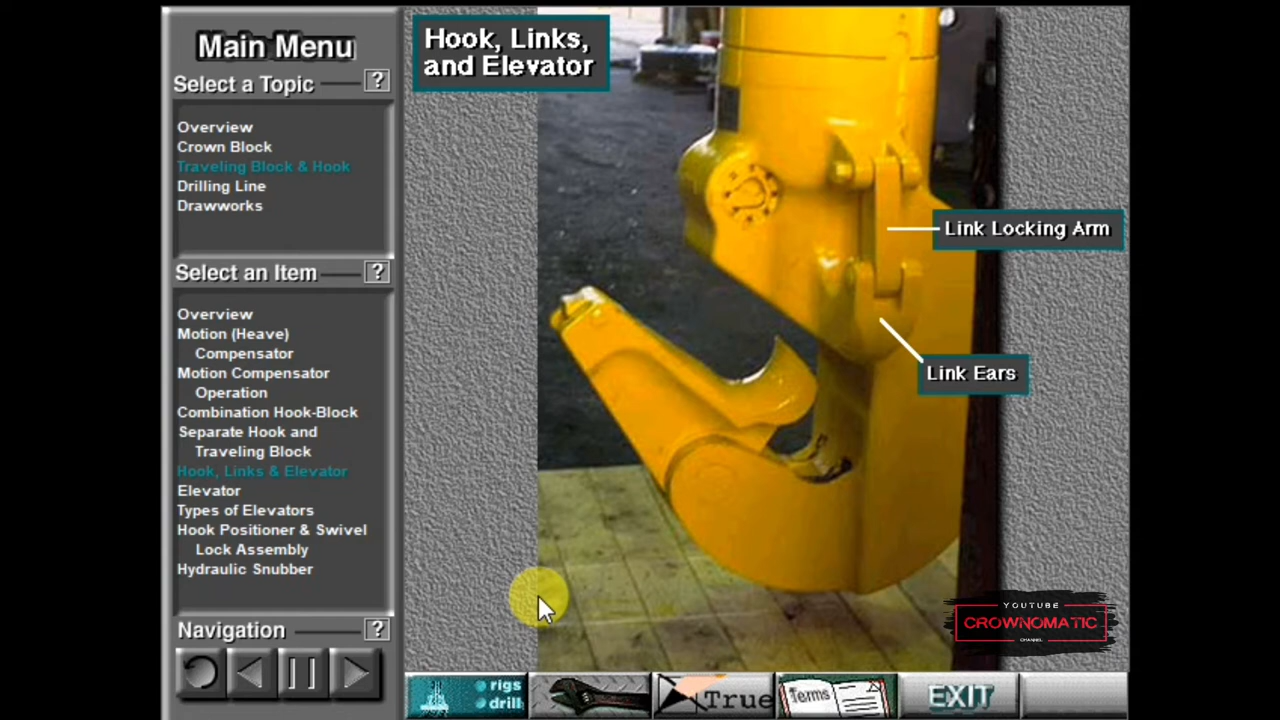 Main Menu
Select a Topic ?
Overview
Crown Block
Traveling Block & Hook
Drilling Line
Drawworks
Select an Item ?
Overview
Motion (Heave)
Compensator
Motion Compensator
Operation
Combination Hook-Block
Separate Hook and
Traveling Block
Hook, Links & Elevator
Elevator
Types of Elevators
Hook Positioner & Swivel
Lock Assembly
Hydraulic Snubber
Navigation ?
Hook, Links,
and Elevator
Link Locking Arm
Link Ears
YOUTUBE
CROWNOMATIC
CHANNEL
rigs
drill
True
Terms
EXIT